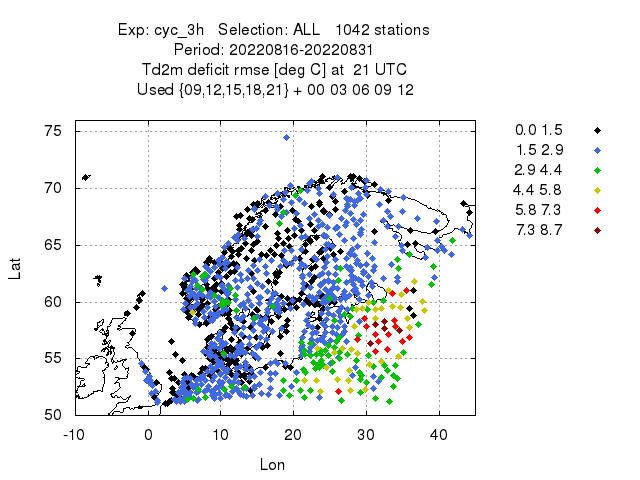 Exp: cyc_3h Selection: ALL 1042 stations
Period: 20220816-20220831
Td2m deficit rmse [deg C] at 21 UTC
Used {09,12,15,18,21} + 00 03 06 09 12
0.0 1.5
1.5 2.9
2.9 4.4
4.4 5.8
5.8 7.3
7.3 8.7
75
70
65
60
55
50
Lat
-10 0 10 20 30 40
Lon